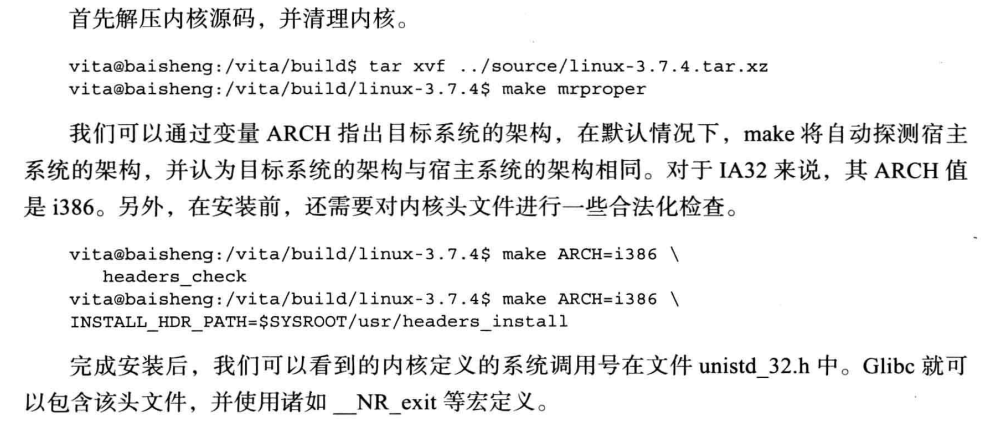 首先解压内核源码，并清理内核。
vita@baisheng:/vita/build$ tar xvf ../source/linux-3.7.4.tar.xz
vita@baisheng:/vita/build/linux-3.7.4$ make mrproper
我们可以通过变量 ARCH 指出目标系统的架构，在默认情况下，make 将自动探测宿主
系统的架构，并认为目标系统的架构与宿主系统的架构相同。对于 IA32 来说，其 ARCH 值
是 i386。另外，在安装前，还需要对内核头文件进行一些合法化检查。
vita@baisheng:/vita/build/linux-3.7.4$ make ARCH=i386 \
headers_check
vita@baisheng:/vita/build/linux-3.7.4$ make ARCH=i386 \
INSTALL_HDR_PATH=$SYSROOT/usr/headers_install
完成安装后，我们可以看到的内核定义的系统调用号在文件 unistd_32.h 中。Glibc 就可
以包含该头文件，并使用诸如 __NR_exit 等宏定义。